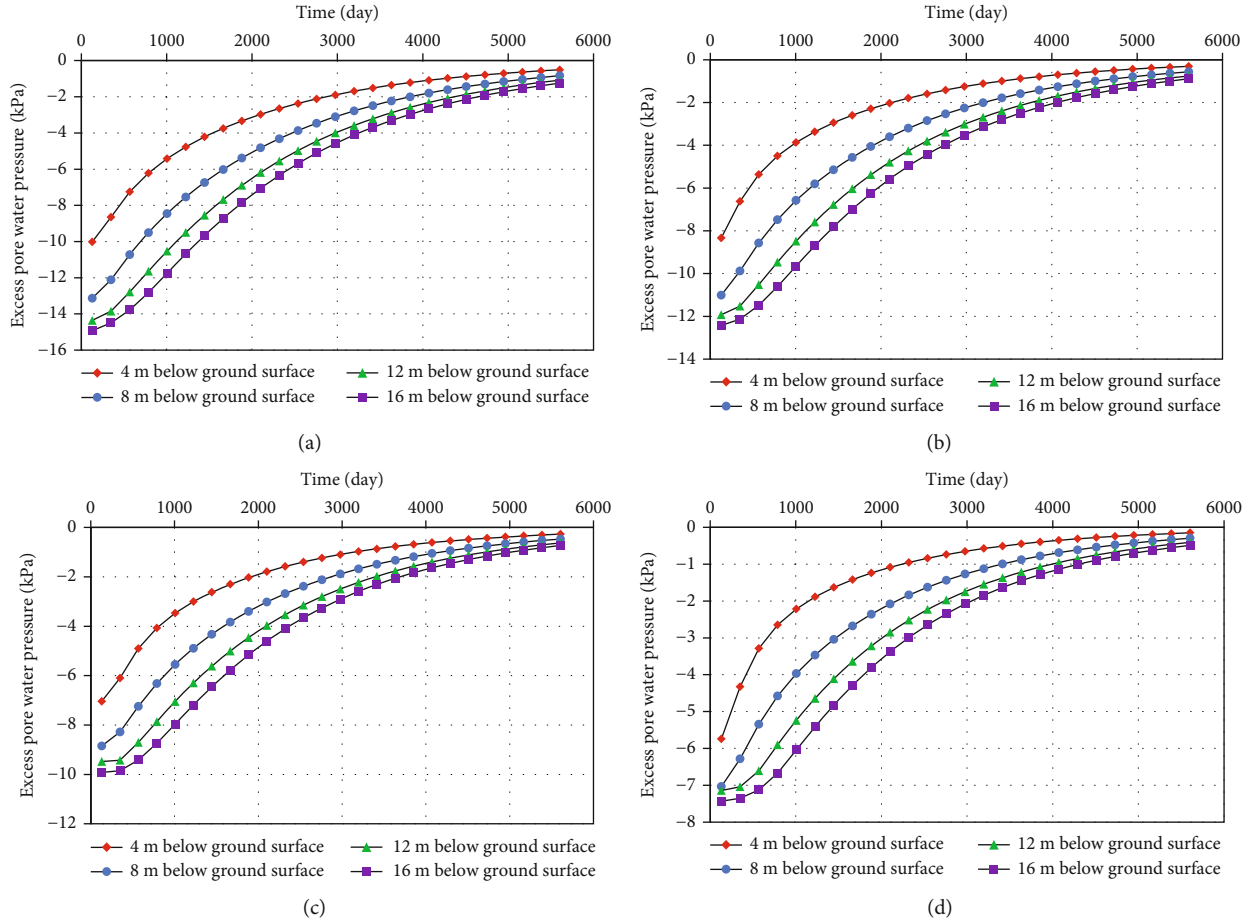 Time (day)
0 1000 2000 3000 4000 5000 6000
0
−2
−4
−6
−8
−10
−12
−14
−16
Excess pore water pressure (kPa)
4 m below ground surface
12 m below ground surface
8 m below ground surface
16 m below ground surface
(a)
Time (day)
0 1000 2000 3000 4000 5000 6000
0
−2
−4
−6
−8
−10
−12
−14
Excess pore water pressure (kPa)
4 m below ground surface
12 m below ground surface
8 m below ground surface
16 m below ground surface
(b)
Time (day)
0 1000 2000 3000 4000 5000 6000
0
−2
−4
−6
−8
−10
−12
Excess pore water pressure (kPa)
4 m below ground surface
12 m below ground surface
8 m below ground surface
16 m below ground surface
(c)
Time (day)
0 1000 2000 3000 4000 5000 6000
0
−1
−2
−3
−4
−5
−6
−7
−8
Excess pore water pressure (kPa)
4 m below ground surface
12 m below ground surface
8 m below ground surface
16 m below ground surface
(d)